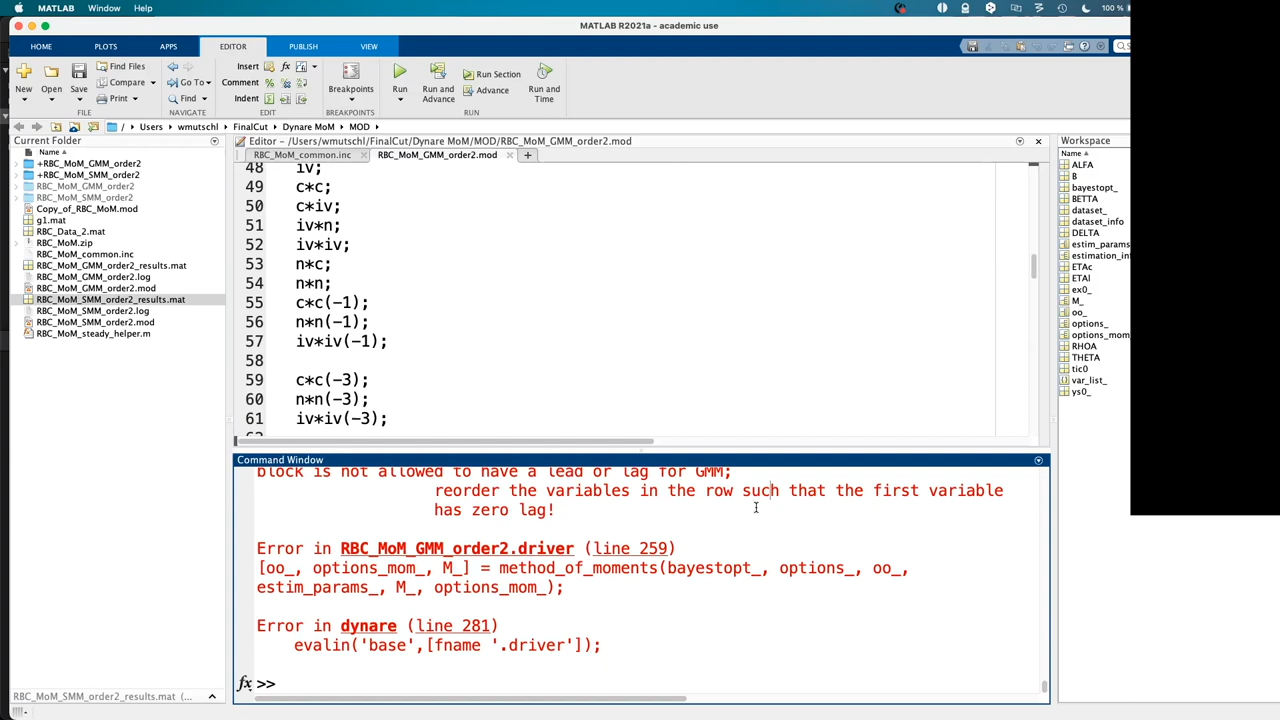 MATLAB Window Help 100 %
MATLAB R2021a - academic use
HOME PLOTS APPS EDITOR PUBLISH VIEW
New Open Save Find Files Compare Print Go To Find Insert fx Comment Indent Breakpoints Run Run and Advance Run Section Advance Run and Time
FILE NAVIGATE EDIT BREAKPOINTS RUN
/ Users wmutschl FinalCut Dynare MoM MOD
Current Folder
Name
+RBC_MoM_GMM_order2
+RBC_MoM_SMM_order2
RBC_MoM_GMM_order2
RBC_MoM_SMM_order2
Copy_of_RBC_MoM.mod
g1.mat
RBC_Data_2.mat
RBC_MoM.zip
RBC_MoM_common.inc
RBC_MoM_GMM_order2_results.mat
RBC_MoM_GMM_order2.log
RBC_MoM_GMM_order2.mod
RBC_MoM_SMM_order2_results.mat
RBC_MoM_SMM_order2.log
RBC_MoM_SMM_order2.mod
RBC_MoM_steady_helper.m
RBC_MoM_SMM_order2_results.mat (...
Editor - /Users/wmutschl/FinalCut/Dynare MoM/MOD/RBC_MoM_GMM_order2.mod
RBC_MoM_common.inc RBC_MoM_GMM_order2.mod
48 iv;
49 c*c;
50 c*iv;
51 iv*n;
52 iv*iv;
53 n*c;
54 n*n;
55 c*c(-1);
56 n*n(-1);
57 iv*iv(-1);
58
59 c*c(-3);
60 n*n(-3);
61 iv*iv(-3);
Command Window
block is not allowed to have a lead or lag for GMM;
reorder the variables in the row such that the first variable
has zero lag!
Error in RBC_MoM_GMM_order2.driver (line 259)
[oo_, options_mom_, M_] = method_of_moments(bayestopt_, options_, oo_,
estim_params_, M_, options_mom_);
Error in dynare (line 281)
evalin('base',[fname '.driver']);
fx >>
Workspace
Name
ALFA
B
bayestopt_
BETTA
dataset_
dataset_info
DELTA
estim_params
estimation_in
ETAc
ETAl
ex0_
M_
oo_
options_
options_mom
RHOA
THETA
tic0
var_list_
ys0_